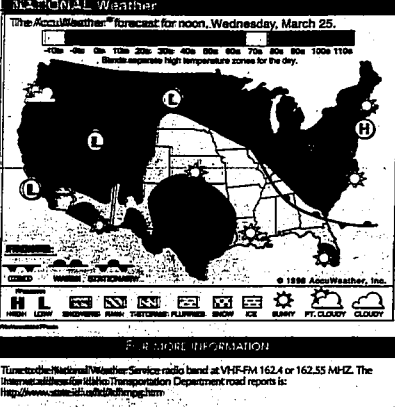 NATIONAL Weather
The AccuWeather® forecast for noon, Wednesday, March 25.
-10s -0s 0s 10s 20s 30s 40s 50s 60s 70s 80s 90s 100s 110s
Bands separate high temperature zones for the day.
L
L
H
L
© 1998 AccuWeather, Inc.
COLD WARM STATIONARY
H L
HIGH LOW SHOWERS RAIN T-STORMS FLURRIES SNOW ICE SUNNY PT. CLOUDY CLOUDY
FOR MORE INFORMATION
Tune to the National Weather Service radio band at VHF-FM 162.4 or 162.55 MHZ. The
Internet address for Idaho Transportation Department road reports is: